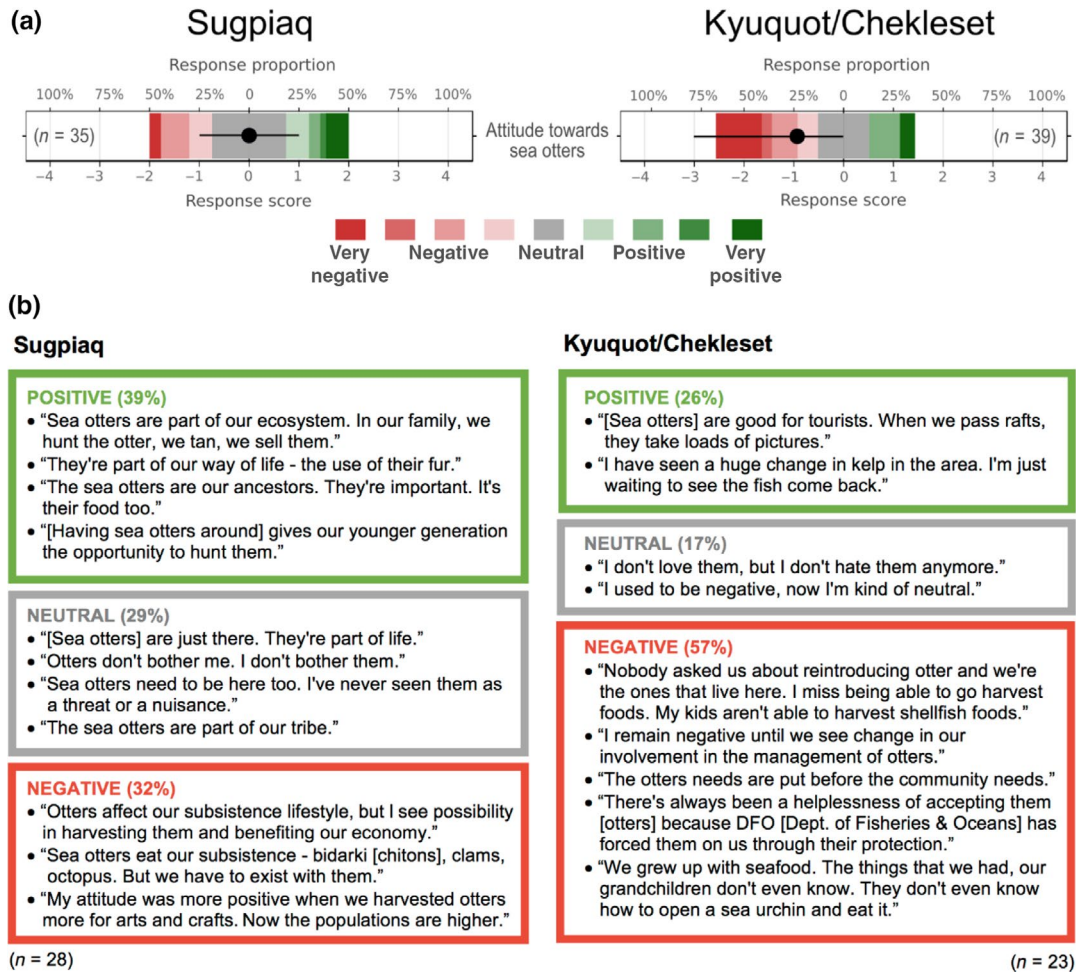 (a)
Sugpiaq
Kyuquot/Chekleset
Response proportion
Response proportion
100% 75% 50% 25% 0 25% 50% 75% 100%
100% 75% 50% 25% 0 25% 50% 75% 100%
(n = 35)
Attitude towards
sea otters
(n = 39)
−4 −3 −2 −1 0 1 2 3 4
−4 −3 −2 −1 0 1 2 3 4
Response score
Response score
Very
negative
Negative
Neutral
Positive
Very
positive
(b)
Sugpiaq
POSITIVE (39%)
• “Sea otters are part of our ecosystem. In our family, we
hunt the otter, we tan, we sell them.”
• “They're part of our way of life - the use of their fur.”
• “The sea otters are our ancestors. They're important. It's
their food too.”
• “[Having sea otters around] gives our younger generation
the opportunity to hunt them.”
NEUTRAL (29%)
• “[Sea otters] are just there. They're part of life.”
• “Otters don't bother me. I don't bother them.”
• “Sea otters need to be here too. I've never seen them as
a threat or a nuisance.”
• “The sea otters are part of our tribe.”
NEGATIVE (32%)
• “Otters affect our subsistence lifestyle, but I see possibility
in harvesting them and benefiting our economy.”
• “Sea otters eat our subsistence - bidarki [chitons], clams,
octopus. But we have to exist with them.”
• “My attitude was more positive when we harvested otters
more for arts and crafts. Now the populations are higher.”
(n = 28)
Kyuquot/Chekleset
POSITIVE (26%)
• “[Sea otters] are good for tourists. When we pass rafts,
they take loads of pictures.”
• “I have seen a huge change in kelp in the area. I'm just
waiting to see the fish come back.”
NEUTRAL (17%)
• “I don't love them, but I don't hate them anymore.”
• “I used to be negative, now I'm kind of neutral.”
NEGATIVE (57%)
• “Nobody asked us about reintroducing otter and we're
the ones that live here. I miss being able to go harvest
foods. My kids aren't able to harvest shellfish foods.”
• “I remain negative until we see change in our
involvement in the management of otters.”
• “The otters needs are put before the community needs.”
• “There's always been a helplessness of accepting them
[otters] because DFO [Dept. of Fisheries & Oceans] has
forced them on us through their protection.”
• “We grew up with seafood. The things that we had, our
grandchildren don't even know. They don't even know
how to open a sea urchin and eat it.”
(n = 23)